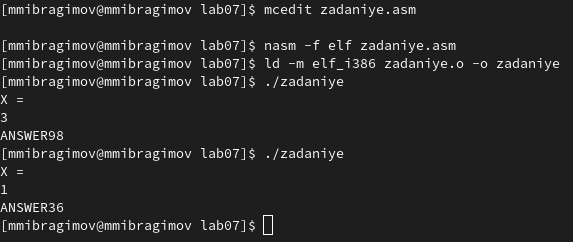 [mmibragimov@mmibragimov lab07]$ mcedit zadaniye.asm
[mmibragimov@mmibragimov lab07]$ nasm -f elf zadaniye.asm
[mmibragimov@mmibragimov lab07]$ ld -m elf_i386 zadaniye.o -o zadaniye
[mmibragimov@mmibragimov lab07]$ ./zadaniye
X =
3
ANSWER98
[mmibragimov@mmibragimov lab07]$ ./zadaniye
X =
1
ANSWER36
[mmibragimov@mmibragimov lab07]$